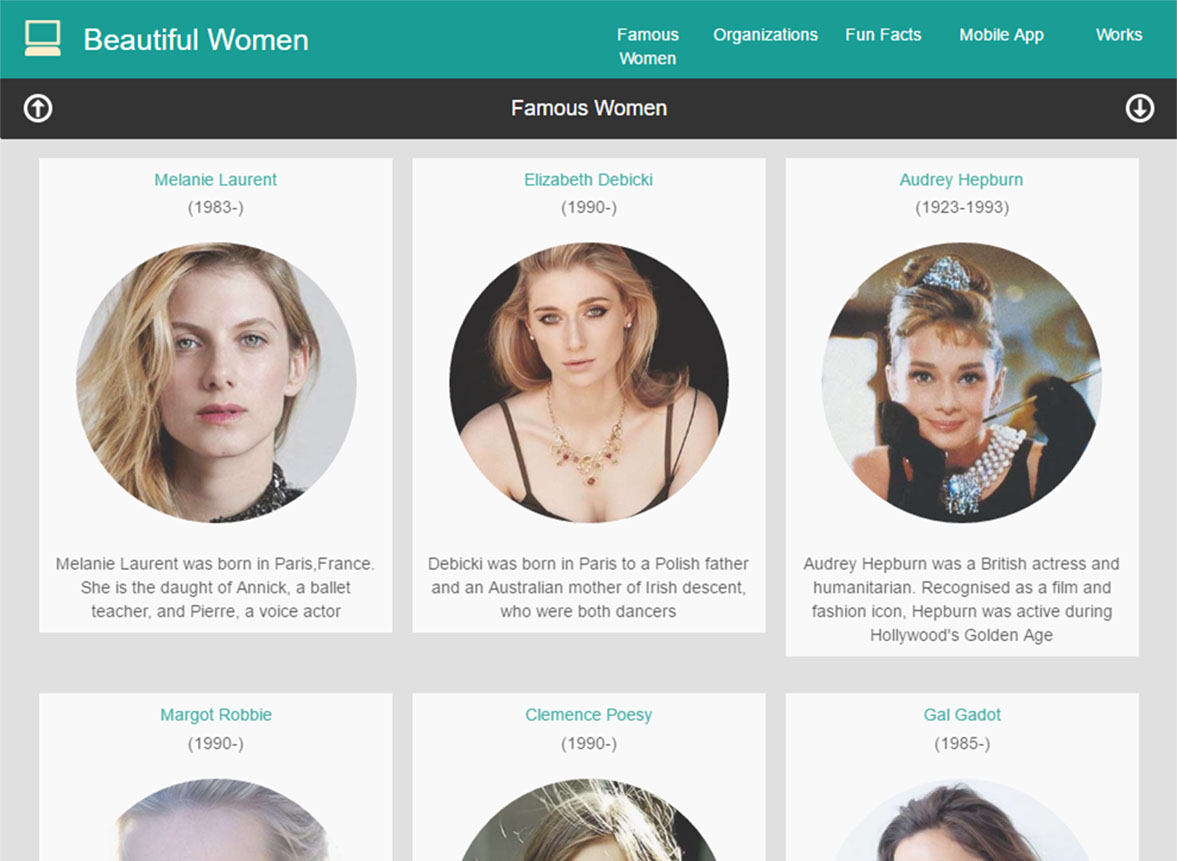 Beautiful Women
Famous
Women
Organizations
Fun Facts
Mobile App
Works
Famous Women
Melanie Laurent
(1983-)
Melanie Laurent was born in Paris,France.
She is the daught of Annick, a ballet
teacher, and Pierre, a voice actor
Elizabeth Debicki
(1990-)
Debicki was born in Paris to a Polish father
and an Australian mother of Irish descent,
who were both dancers
Audrey Hepburn
(1923-1993)
Audrey Hepburn was a British actress and
humanitarian. Recognised as a film and
fashion icon, Hepburn was active during
Hollywood's Golden Age
Margot Robbie
(1990-)
Clemence Poesy
(1990-)
Gal Gadot
(1985-)